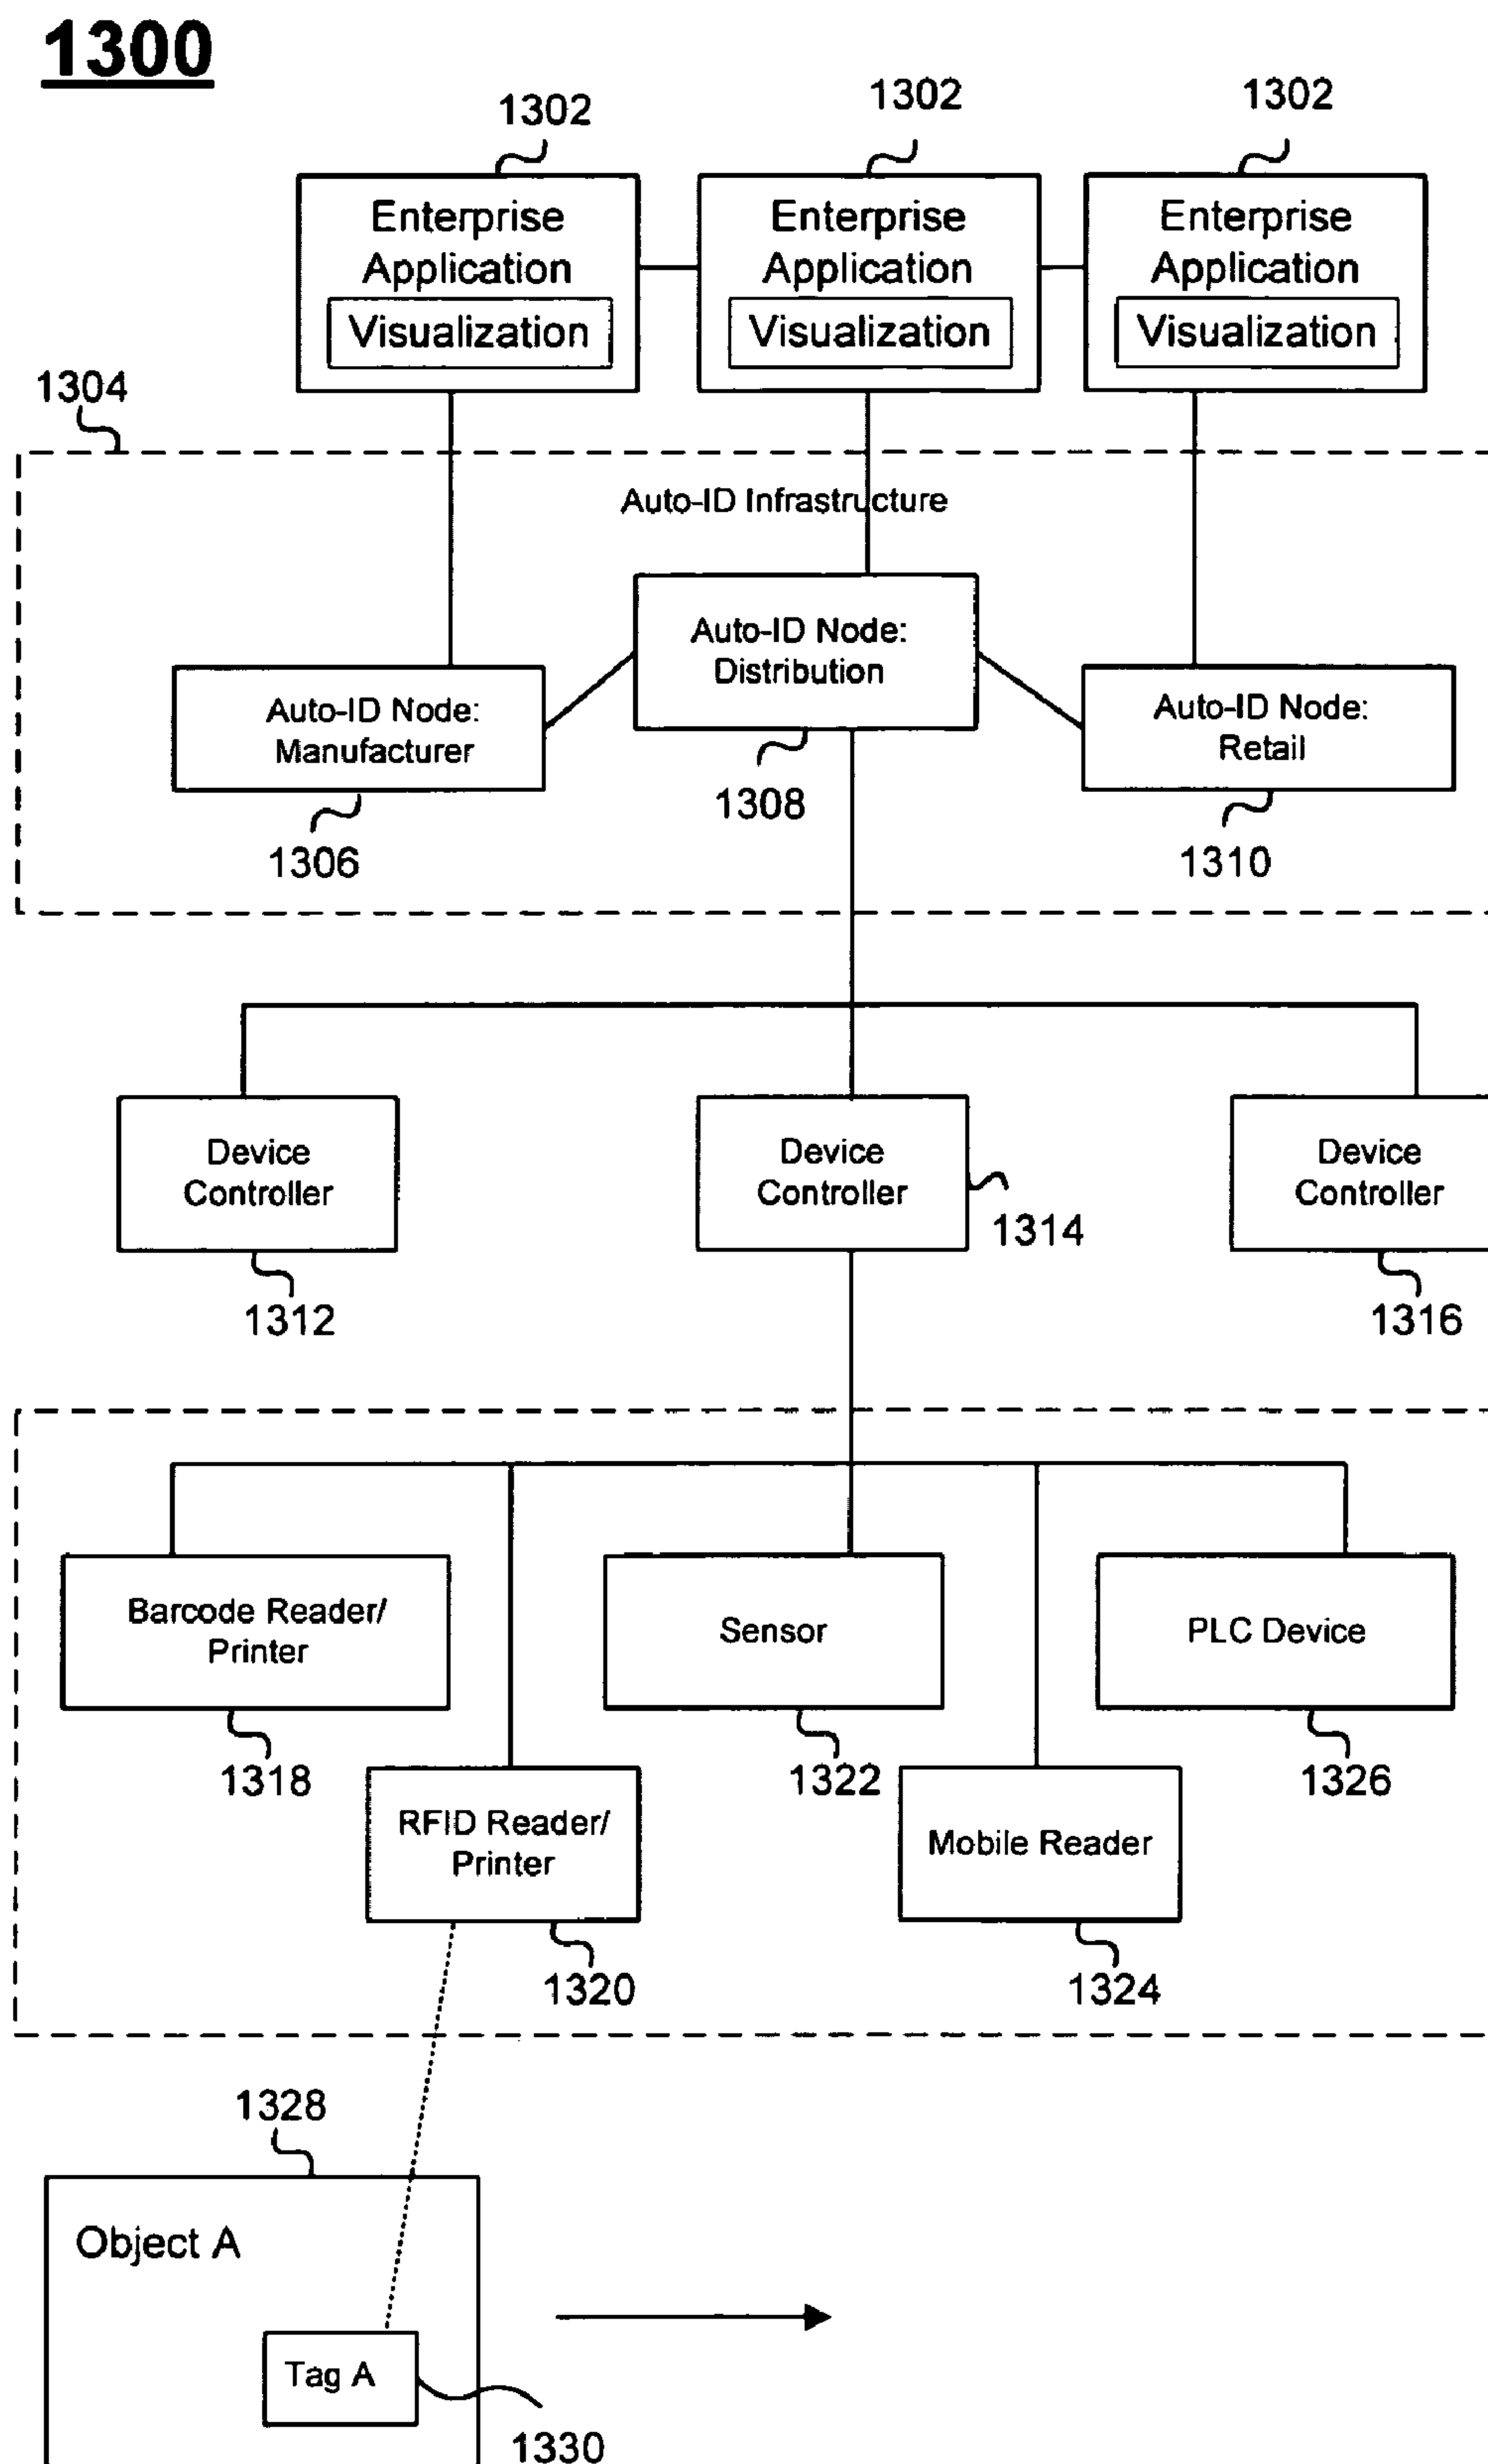 1300
1302
1302
1302
Enterprise
Application
Visualization
Enterprise
Application
Visualization
Enterprise
Application
Visualization
1304
Auto-ID Infrastructure
Auto-ID Node:
Distribution
Auto-ID Node:
Manufacturer
Auto-ID Node:
Retail
1308
1306
1310
Device
Controller
Device
Controller
Device
Controller
1314
1312
1316
Barcode Reader/
Printer
Sensor
PLC Device
1318
1322
1326
RFID Reader/
Printer
Mobile Reader
1320
1324
1328
Object A
Tag A
1330